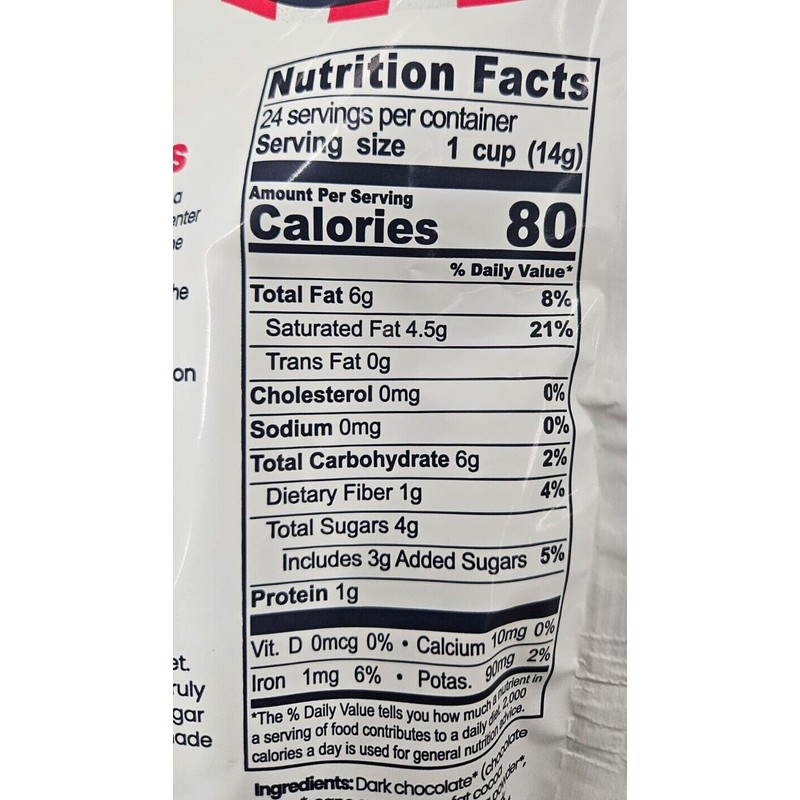 Nutrition Facts
24 servings per container
Serving size 1 cup (14g)
Amount Per Serving
Calories 80
% Daily Value*
Total Fat 6g 8%
Saturated Fat 4.5g 21%
Trans Fat 0g
Cholesterol 0mg 0%
Sodium 0mg 0%
Total Carbohydrate 6g 2%
Dietary Fiber 1g 4%
Total Sugars 4g
Includes 3g Added Sugars 5%
Protein 1g
Vit. D 0mcg 0% • Calcium 10mg 0%
Iron 1mg 6% • Potas. 90mg 2%
*The % Daily Value tells you how much a nutrient in
a serving of food contributes to a daily diet. 2,000
calories a day is used for general nutrition advice.
Ingredients: Dark chocolate* (chocolate
fat cocoa
s
a
enter
he
on
et.
ruly
gar
ade